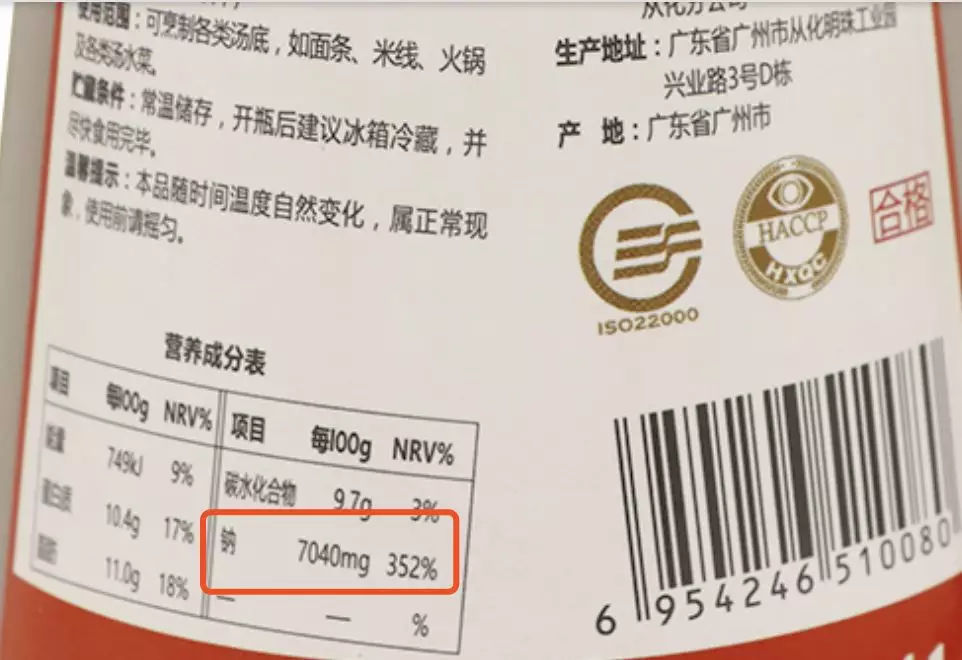 使用范围：可烹制各类汤底，如面条、米线、火锅
及各类汤水菜。
贮藏条件：常温储存，开瓶后建议冰箱冷藏，并
尽快食用完毕。
温馨提示：本品随时间温度自然变化，属正常现
象，使用前请摇匀。
从化分公司
生产地址：广东省广州市从化明珠工业园
兴业路3号D栋
产 地：广东省广州市
ISO22000
HACCP
HXQC
合格
营养成分表
项目 每100g NRV% 项目 每100g NRV%
能量 749kJ 9% 碳水化合物 9.7g 3%
蛋白质 10.4g 17% 钠 7040mg 352%
脂肪 11.0g 18% — — %
6 954246 510080